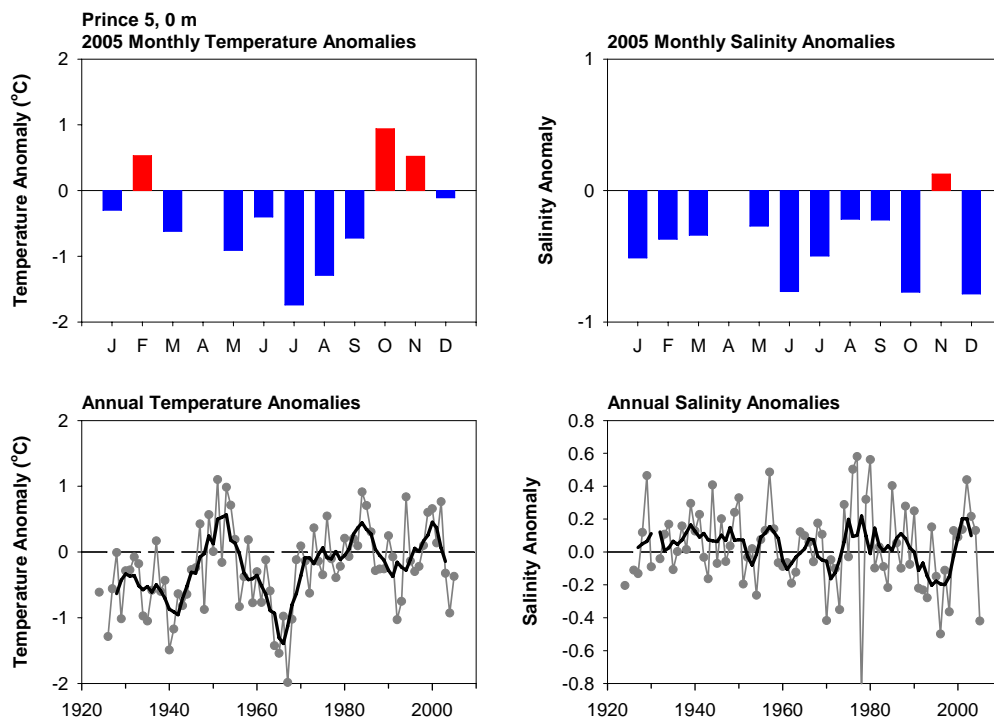 Prince 5, 0 m
2005 Monthly Temperature Anomalies
Temperature Anomaly (°C)
2
1
0
-1
-2
J F M A M J J A S O N D
2005 Monthly Salinity Anomalies
Salinity Anomaly
1
0
-1
J F M A M J J A S O N D
Annual Temperature Anomalies
Temperature Anomaly (°C)
2
1
0
-1
-2
1920 1940 1960 1980 2000
Annual Salinity Anomalies
Salinity Anomaly
0.8
0.6
0.4
0.2
0.0
-0.2
-0.4
-0.6
-0.8
1920 1940 1960 1980 2000